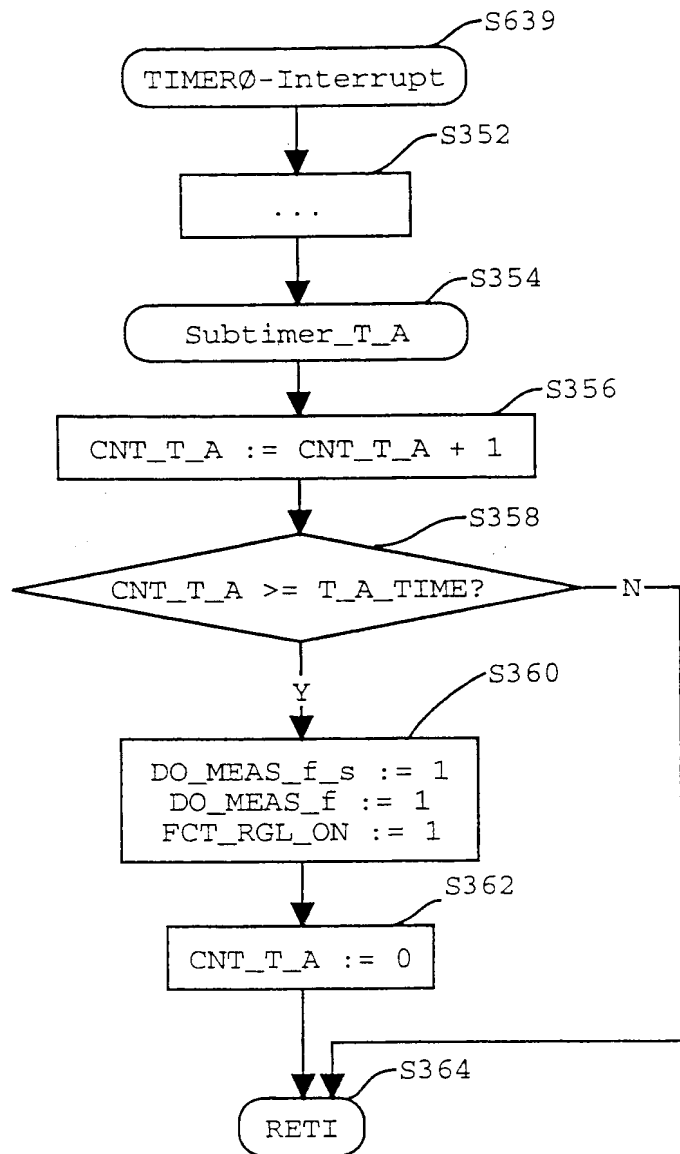 S639
TIMERØ-Interrupt
S352
...
S354
Subtimer_T_A
S356
CNT_T_A := CNT_T_A + 1
S358
CNT_T_A >= T_A_TIME?
N
Y
S360
DO_MEAS_f_s := 1
DO_MEAS_f := 1
FCT_RGL_ON := 1
S362
CNT_T_A := 0
S364
RETI